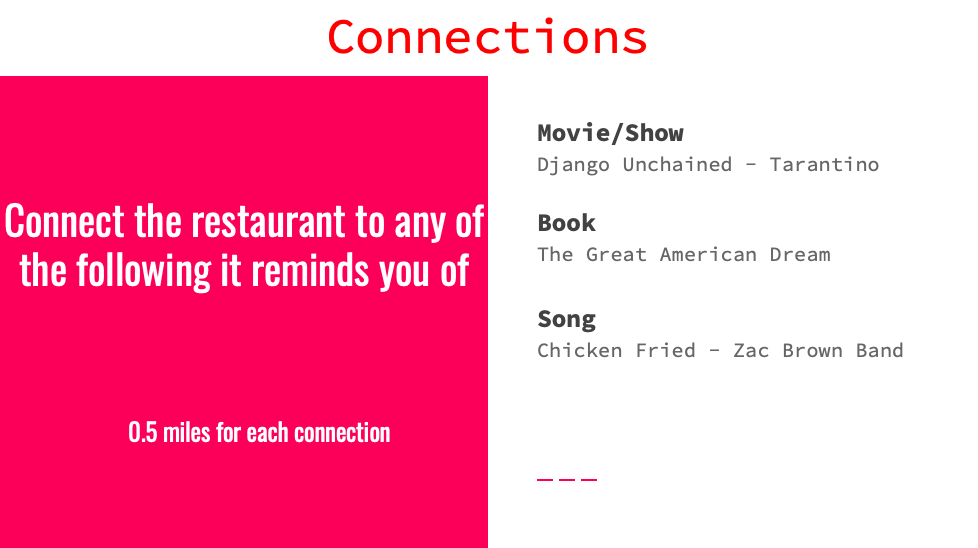 Connections
Connect the restaurant to any of
the following it reminds you of
0.5 miles for each connection
Movie/Show
Django Unchained - Tarantino
Book
The Great American Dream
Song
Chicken Fried - Zac Brown Band